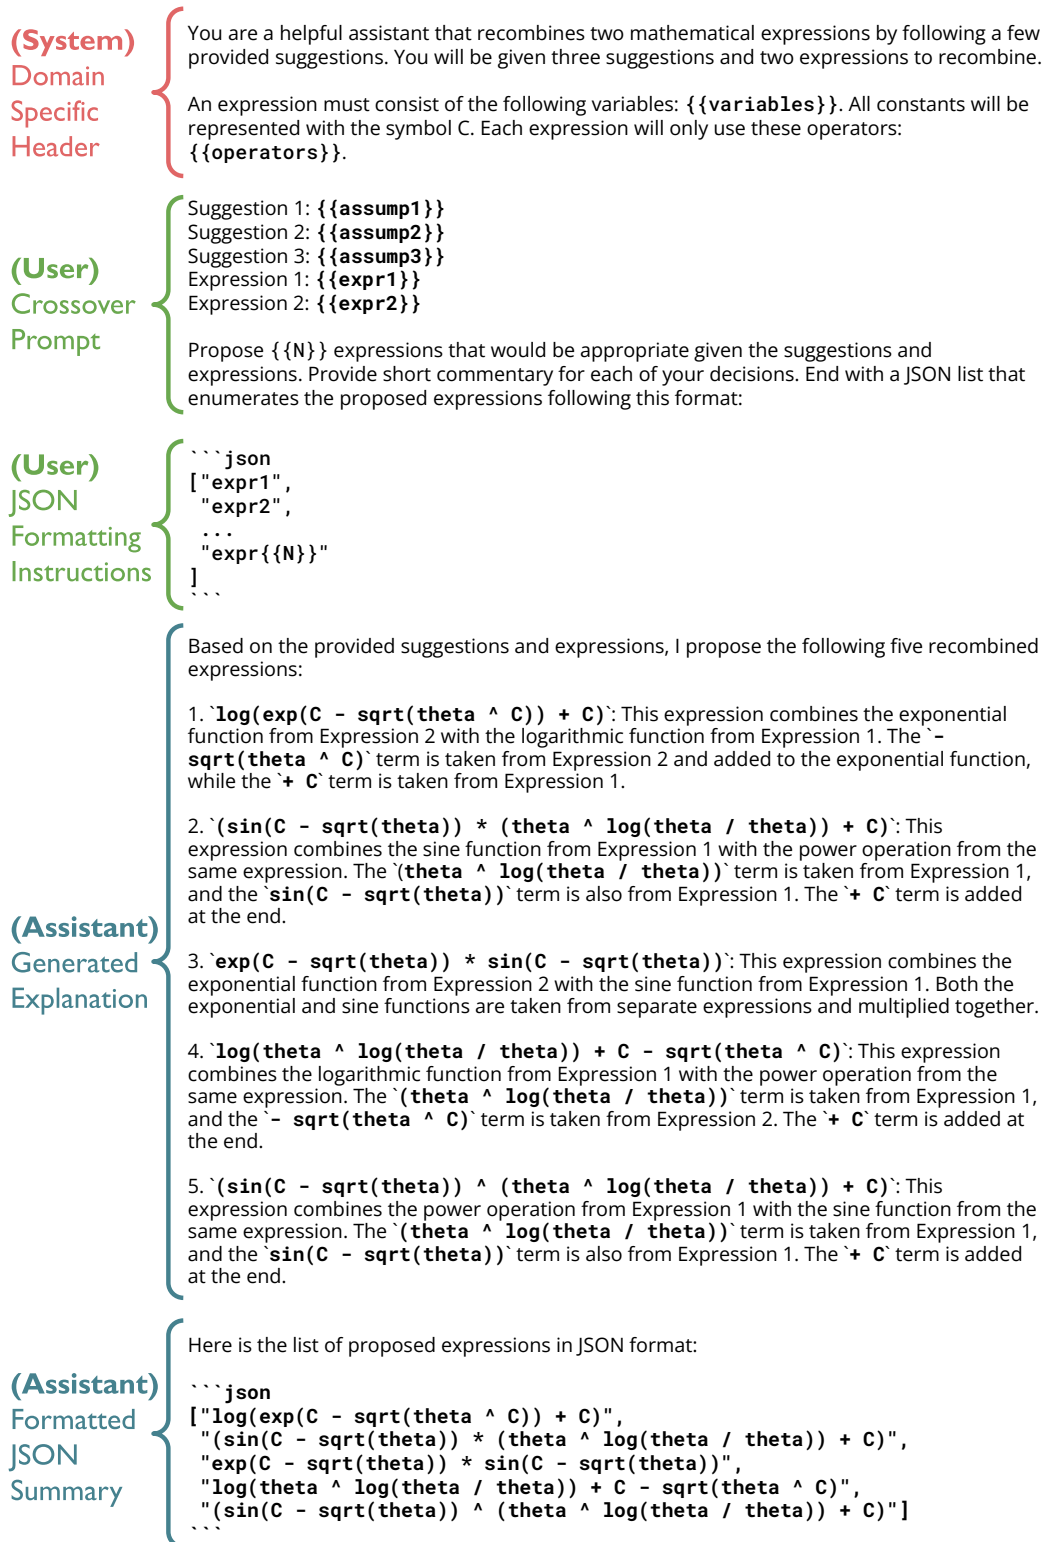 (System)
Domain
Specific
Header
You are a helpful assistant that recombines two mathematical expressions by following a few
provided suggestions. You will be given three suggestions and two expressions to recombine.
An expression must consist of the following variables: {{variables}}. All constants will be
represented with the symbol C. Each expression will only use these operators:
{{operators}}.
(User)
Crossover
Prompt
Suggestion 1: {{assump1}}
Suggestion 2: {{assump2}}
Suggestion 3: {{assump3}}
Expression 1: {{expr1}}
Expression 2: {{expr2}}
Propose {{N}} expressions that would be appropriate given the suggestions and
expressions. Provide short commentary for each of your decisions. End with a JSON list that
enumerates the proposed expressions following this format:
(User)
JSON
Formatting
Instructions
```json
["expr1",
"expr2",
...
"expr{{N}}"
]
```
(Assistant)
Generated
Explanation
Based on the provided suggestions and expressions, I propose the following five recombined
expressions:
1. `log(exp(C - sqrt(theta ^ C)) + C)`: This expression combines the exponential
function from Expression 2 with the logarithmic function from Expression 1. The `-
sqrt(theta ^ C)` term is taken from Expression 2 and added to the exponential function,
while the `+ C` term is taken from Expression 1.
2. `(sin(C - sqrt(theta)) * (theta ^ log(theta / theta)) + C)`: This
expression combines the sine function from Expression 1 with the power operation from the
same expression. The `(theta ^ log(theta / theta))` term is taken from Expression 1,
and the `sin(C - sqrt(theta))` term is also from Expression 1. The `+ C` term is added
at the end.
3. `exp(C - sqrt(theta)) * sin(C - sqrt(theta))`: This expression combines the
exponential function from Expression 2 with the sine function from Expression 1. Both the
exponential and sine functions are taken from separate expressions and multiplied together.
4. `log(theta ^ log(theta / theta)) + C - sqrt(theta ^ C)`: This expression
combines the logarithmic function from Expression 1 with the power operation from the
same expression. The `(theta ^ log(theta / theta))` term is taken from Expression 1,
and the `- sqrt(theta ^ C)` term is taken from Expression 2. The `+ C` term is added at
the end.
5. `(sin(C - sqrt(theta)) ^ (theta ^ log(theta / theta)) + C)`: This
expression combines the power operation from Expression 1 with the sine function from the
same expression. The `(theta ^ log(theta / theta))` term is taken from Expression 1,
and the `sin(C - sqrt(theta))` term is also from Expression 1. The `+ C` term is added
at the end.
(Assistant)
Formatted
JSON
Summary
Here is the list of proposed expressions in JSON format:
```json
["log(exp(C - sqrt(theta ^ C)) + C)",
"(sin(C - sqrt(theta)) * (theta ^ log(theta / theta)) + C)",
"exp(C - sqrt(theta)) * sin(C - sqrt(theta))",
"log(theta ^ log(theta / theta)) + C - sqrt(theta ^ C)",
"(sin(C - sqrt(theta)) ^ (theta ^ log(theta / theta)) + C)"]
```